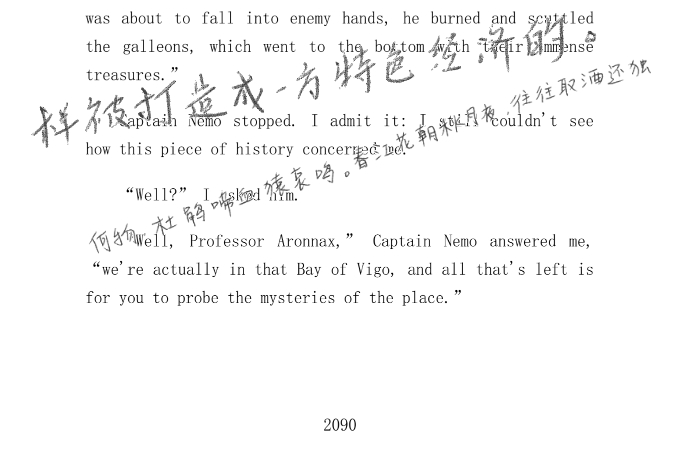 was about to fall into enemy hands, he burned and scuttled
the galleons, which went to the bottom with their immense
treasures.”
样被打造成一方特色经济的。
Captain Nemo stopped. I admit it: I still couldn't see
how this piece of history concerned me.
“Well?” I asked him.
何物杜鹃啼血猿哀鸣。春江花朝秋月夜，往往取酒还独
“Well, Professor Aronnax,” Captain Nemo answered me,
“we're actually in that Bay of Vigo, and all that's left is
for you to probe the mysteries of the place.”
2090